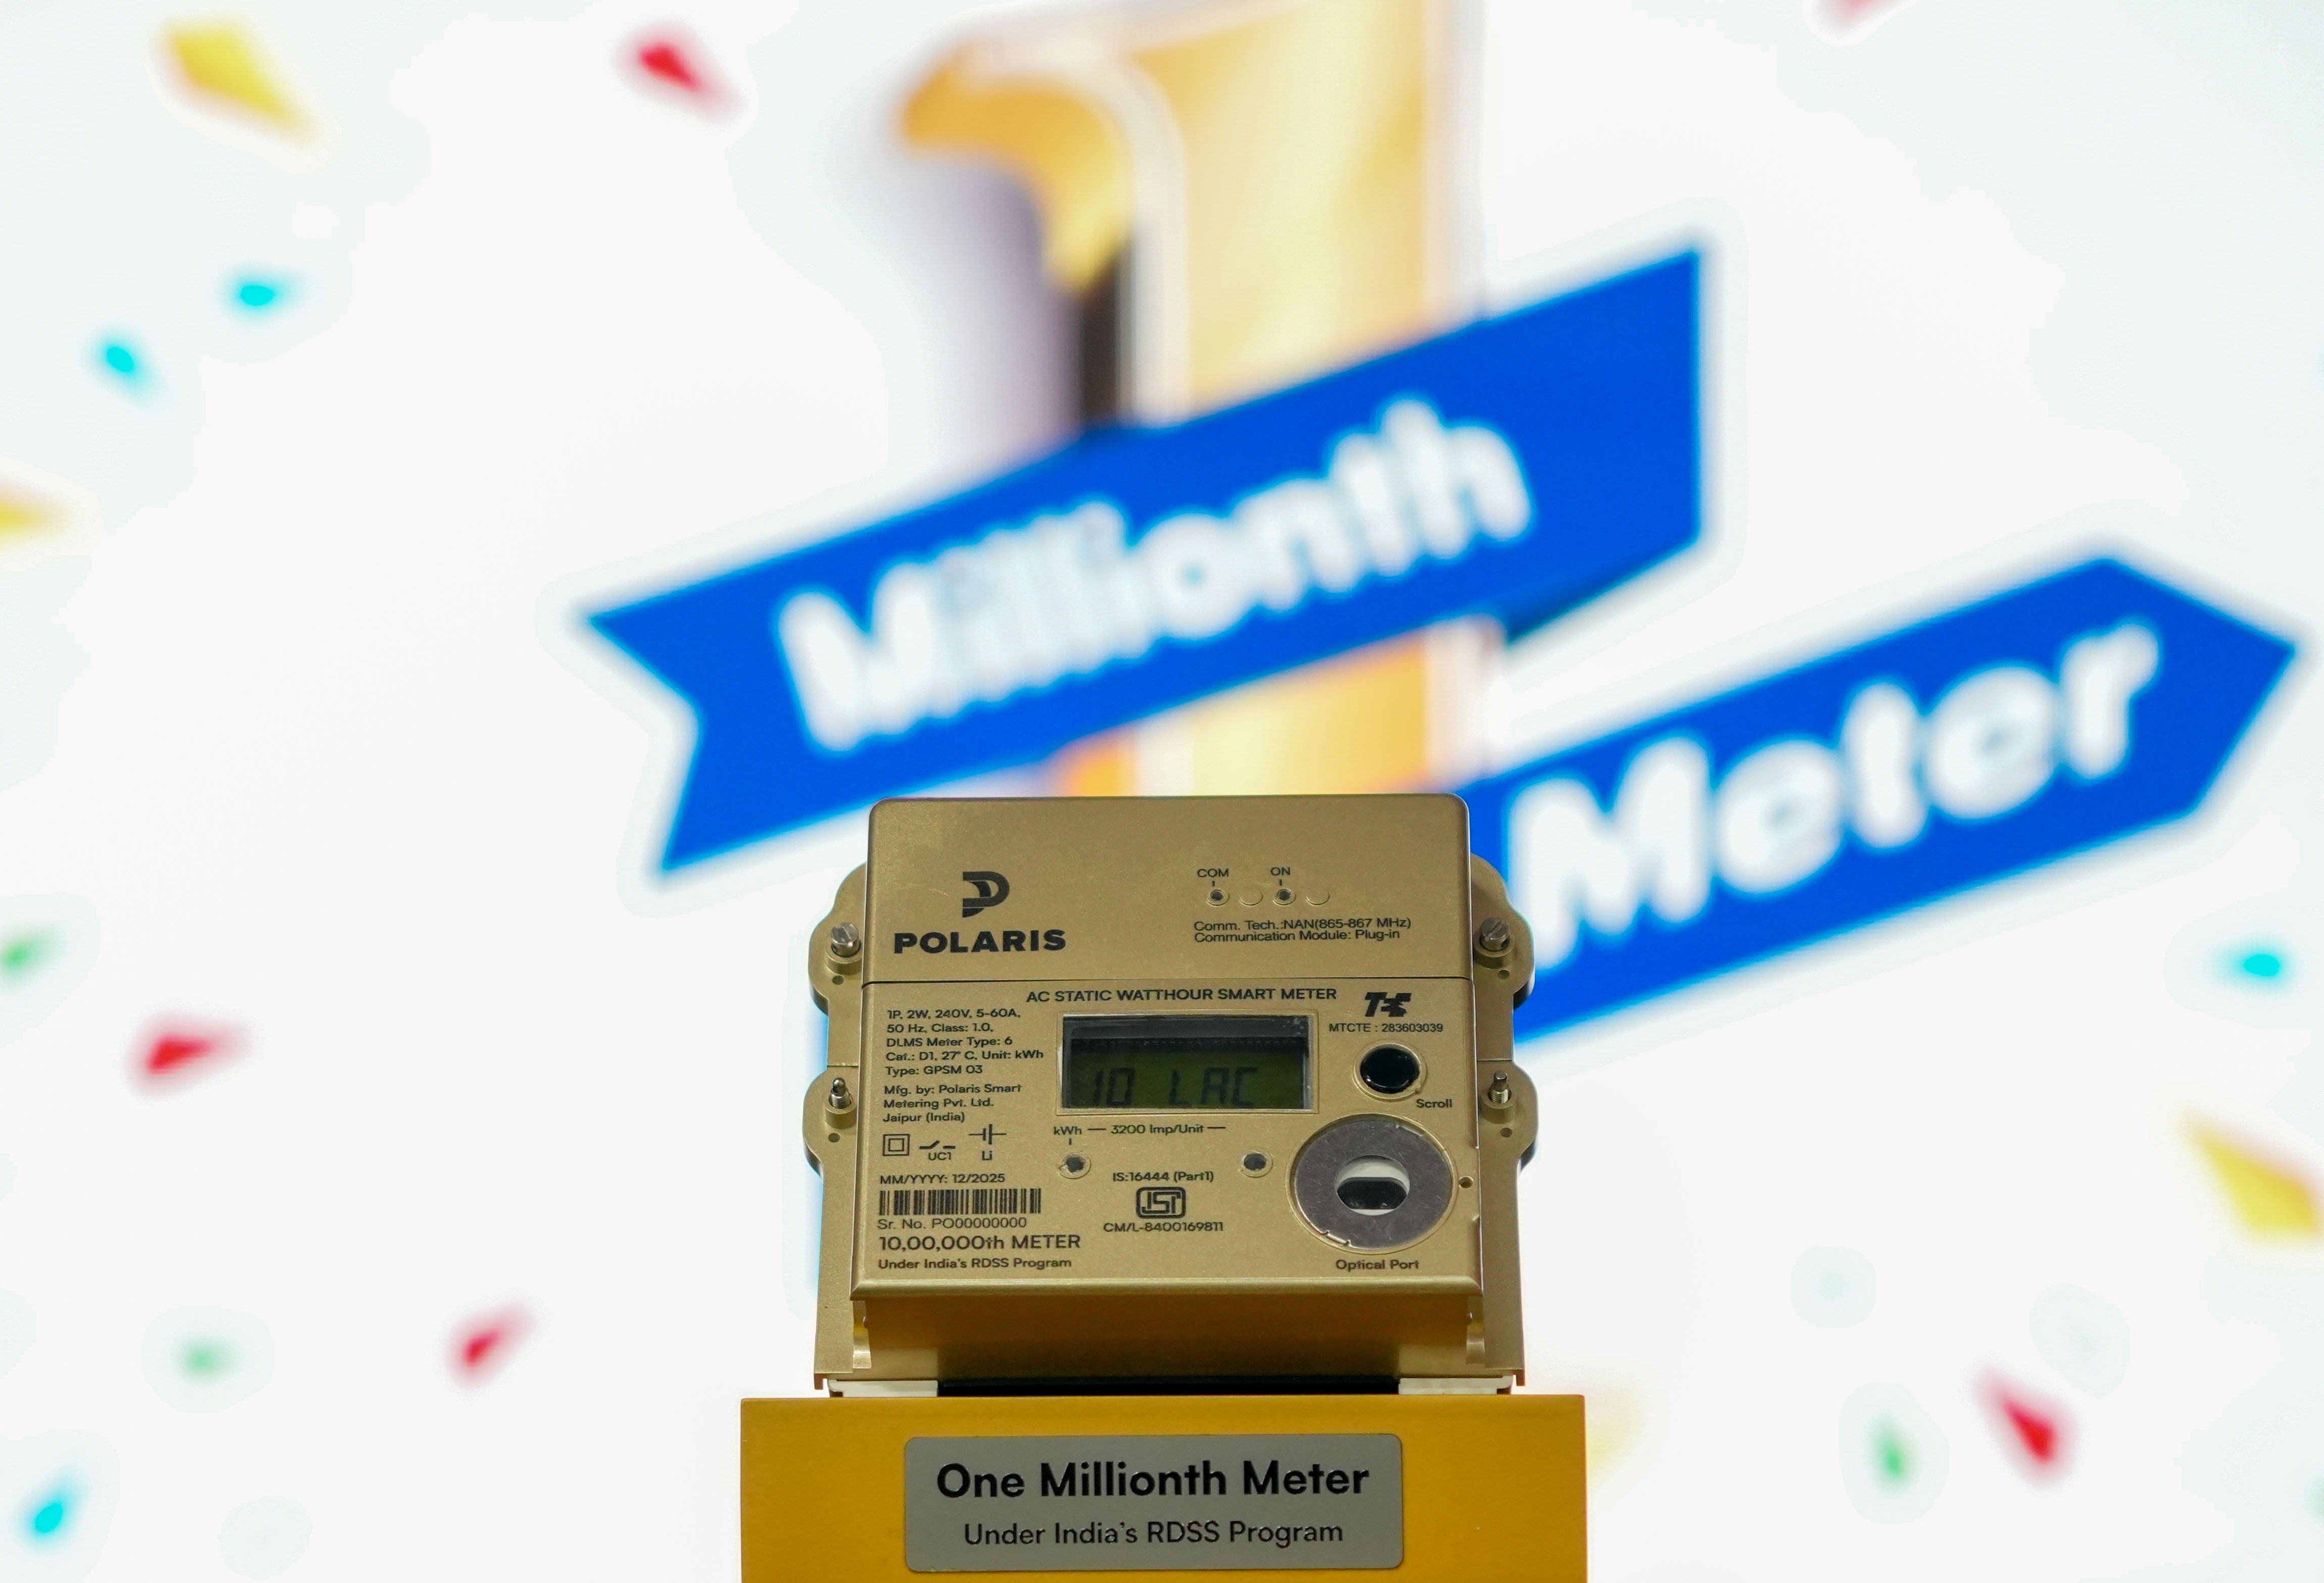 Millionth
Meter
POLARIS
COM ON
Comm. Tech.:NAN(865-867 MHz)
Communication Module: Plug-in
AC STATIC WATTHOUR SMART METER
1P, 2W, 240V, 5-60A,
50 Hz, Class: 1.0,
DLMS Meter Type: 6
Cat.: D1, 27° C, Unit: kWh
Type: GPSM 03
Mfg. by: Polaris Smart
Metering Pvt. Ltd.
Jaipur (India)
UC1 Li
MM/YYYY: 12/2025
Sr. No. PO00000000
10,00,000th METER
Under India's RDSS Program
10 LAC
kWh — 3200 Imp/Unit —
IS:16444 (Part1)
ISI
CM/L-8400169811
MTCTE : 283603039
Scroll
Optical Port
One Millionth Meter
Under India's RDSS Program